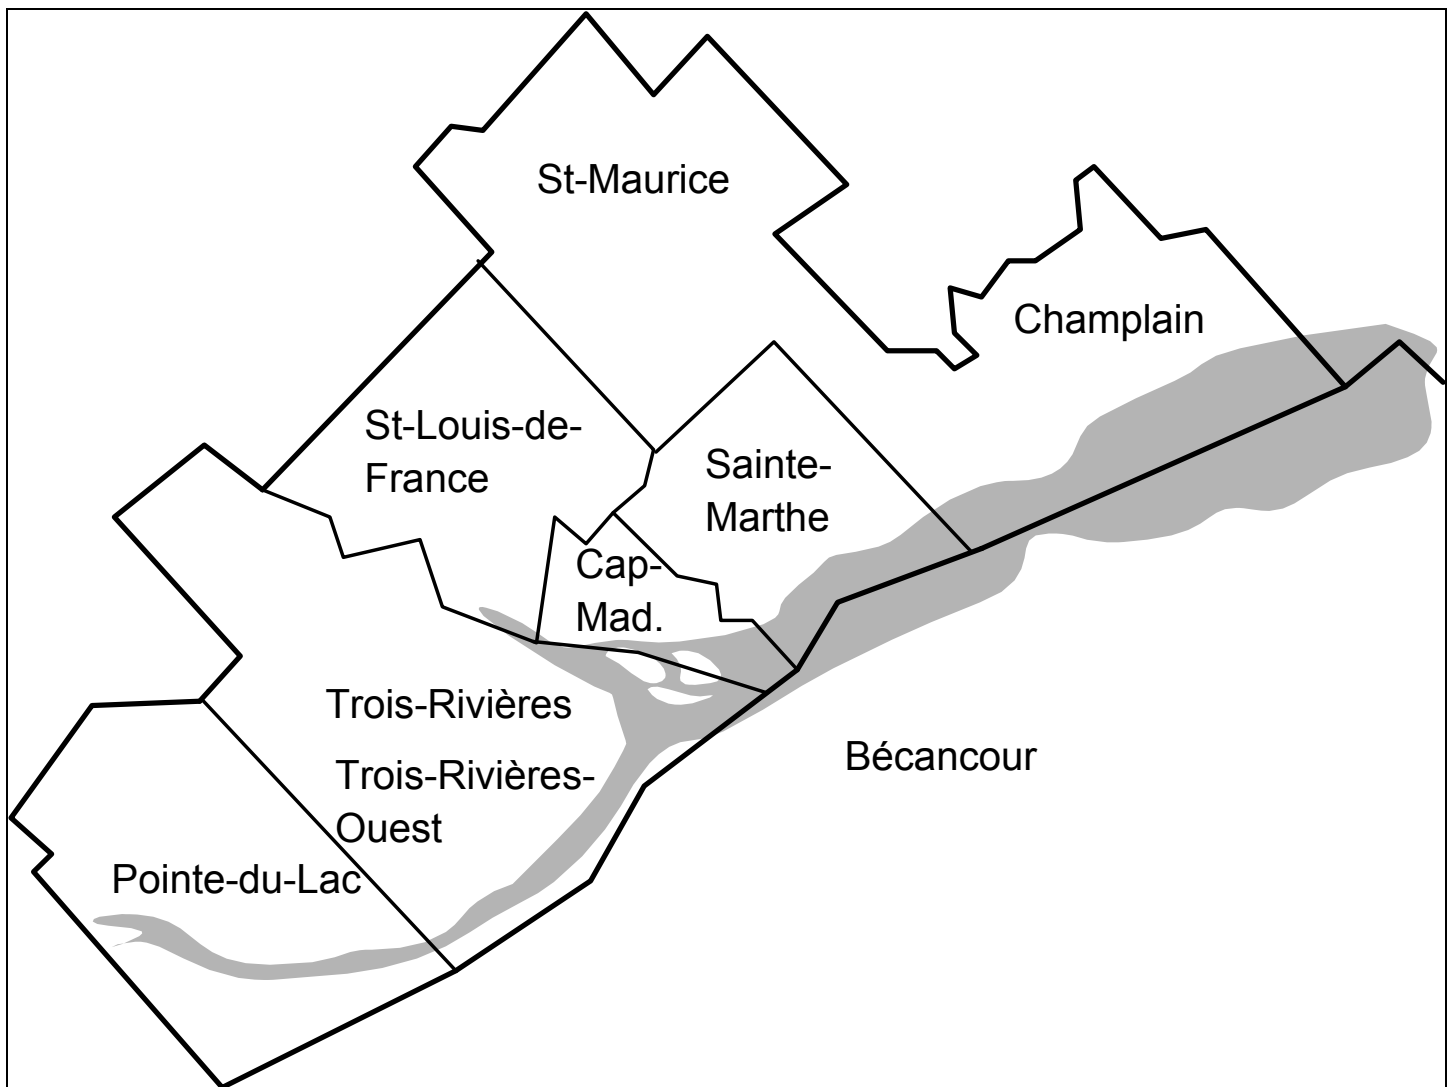 St-Maurice
Champlain
St-Louis-de-
France
Sainte-
Marthe
Cap-
Mad.
Trois-Rivières
Trois-Rivières-
Ouest
Bécancour
Pointe-du-Lac